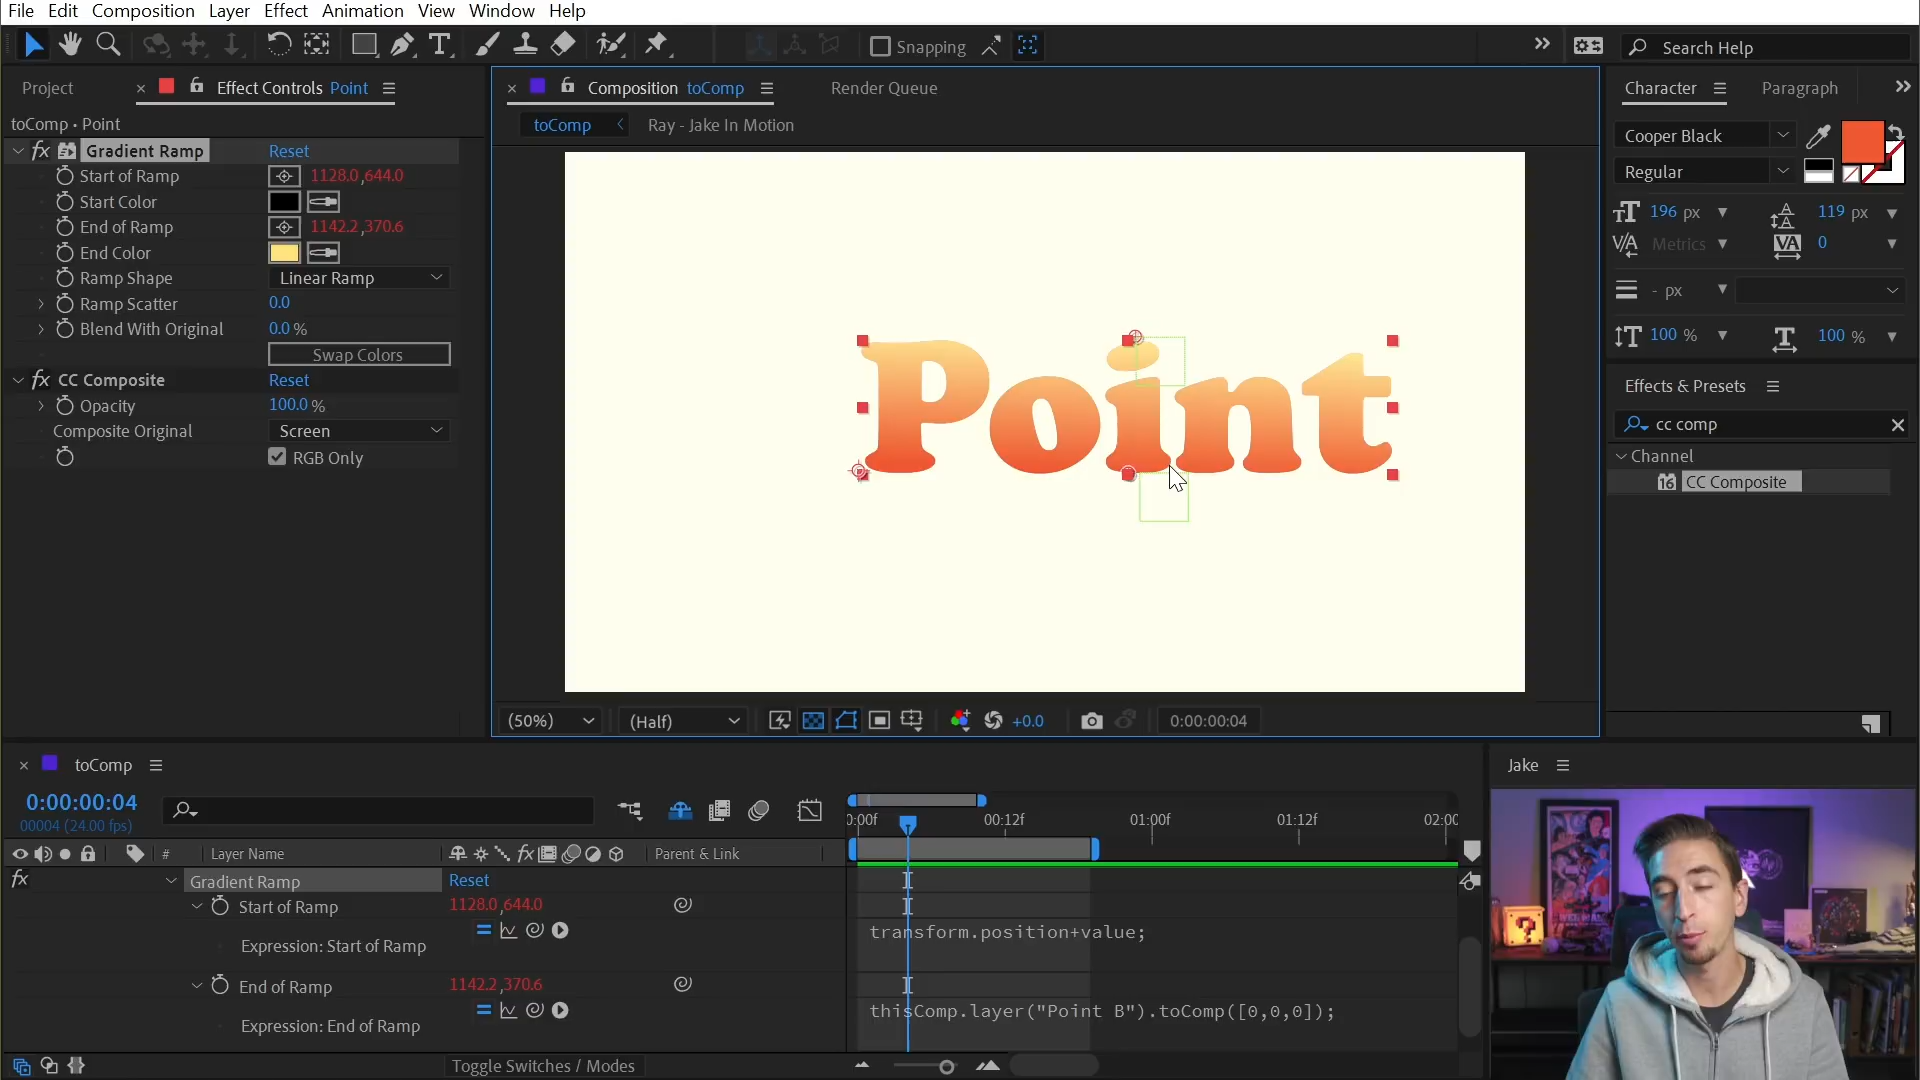 File Edit Composition Layer Effect Animation View Window Help
Snapping
Search Help
Project
Effect Controls Point
Composition toComp
Render Queue
Character
Paragraph
toComp • Point
toComp
Ray - Jake In Motion
fx Gradient Ramp Reset
Start of Ramp 1128.0,644.0
Start Color
End of Ramp 1142.2,370.6
End Color
Ramp Shape Linear Ramp
Ramp Scatter 0.0
Blend With Original 0.0 %
Swap Colors
fx CC Composite Reset
Opacity 100.0 %
Composite Original Screen
RGB Only
Point
Cooper Black
Regular
196 px
119 px
Metrics
0
- px
100 %
100 %
Effects & Presets
cc comp
Channel
16 CC Composite
(50%)
(Half)
+0.0
0:00:00:04
toComp
0:00:00:04
00004 (24.00 fps)
0:00f 00:12f 01:00f 01:12f 02:00
# Layer Name fx Parent & Link
fx Gradient Ramp Reset
Start of Ramp 1128.0,644.0
Expression: Start of Ramp
transform.position+value;
End of Ramp 1142.2,370.6
Expression: End of Ramp
thisComp.layer("Point B").toComp([0,0,0]);
Toggle Switches / Modes
Jake